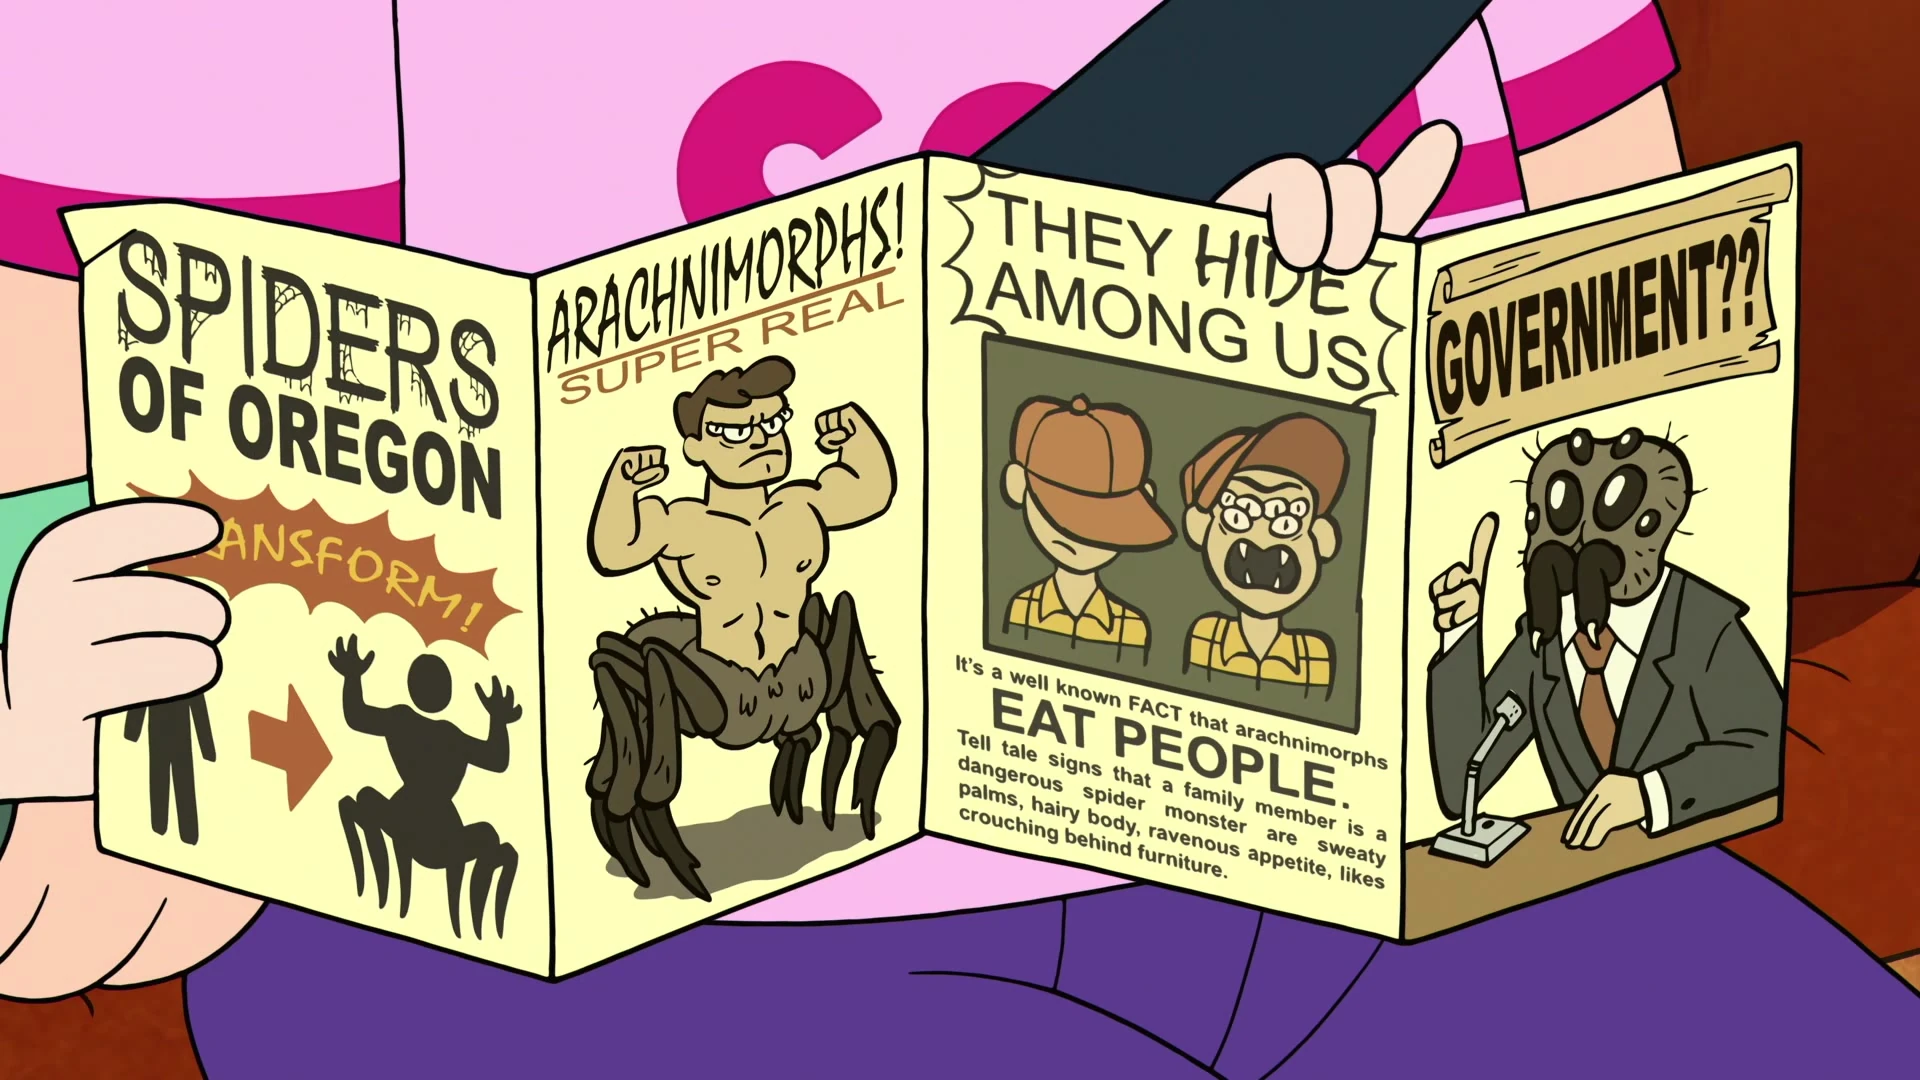 SPIDERS
OF OREGON
ANSFORM!
ARACHNIMORPHS!
SUPER REAL
THEY HIDE
AMONG US
It's a well known FACT that arachnimorphs
EAT PEOPLE.
Tell tale signs that a family member is a
dangerous spider monster are sweaty
palms, hairy body, ravenous appetite, likes
crouching behind furniture.
GOVERNMENT??